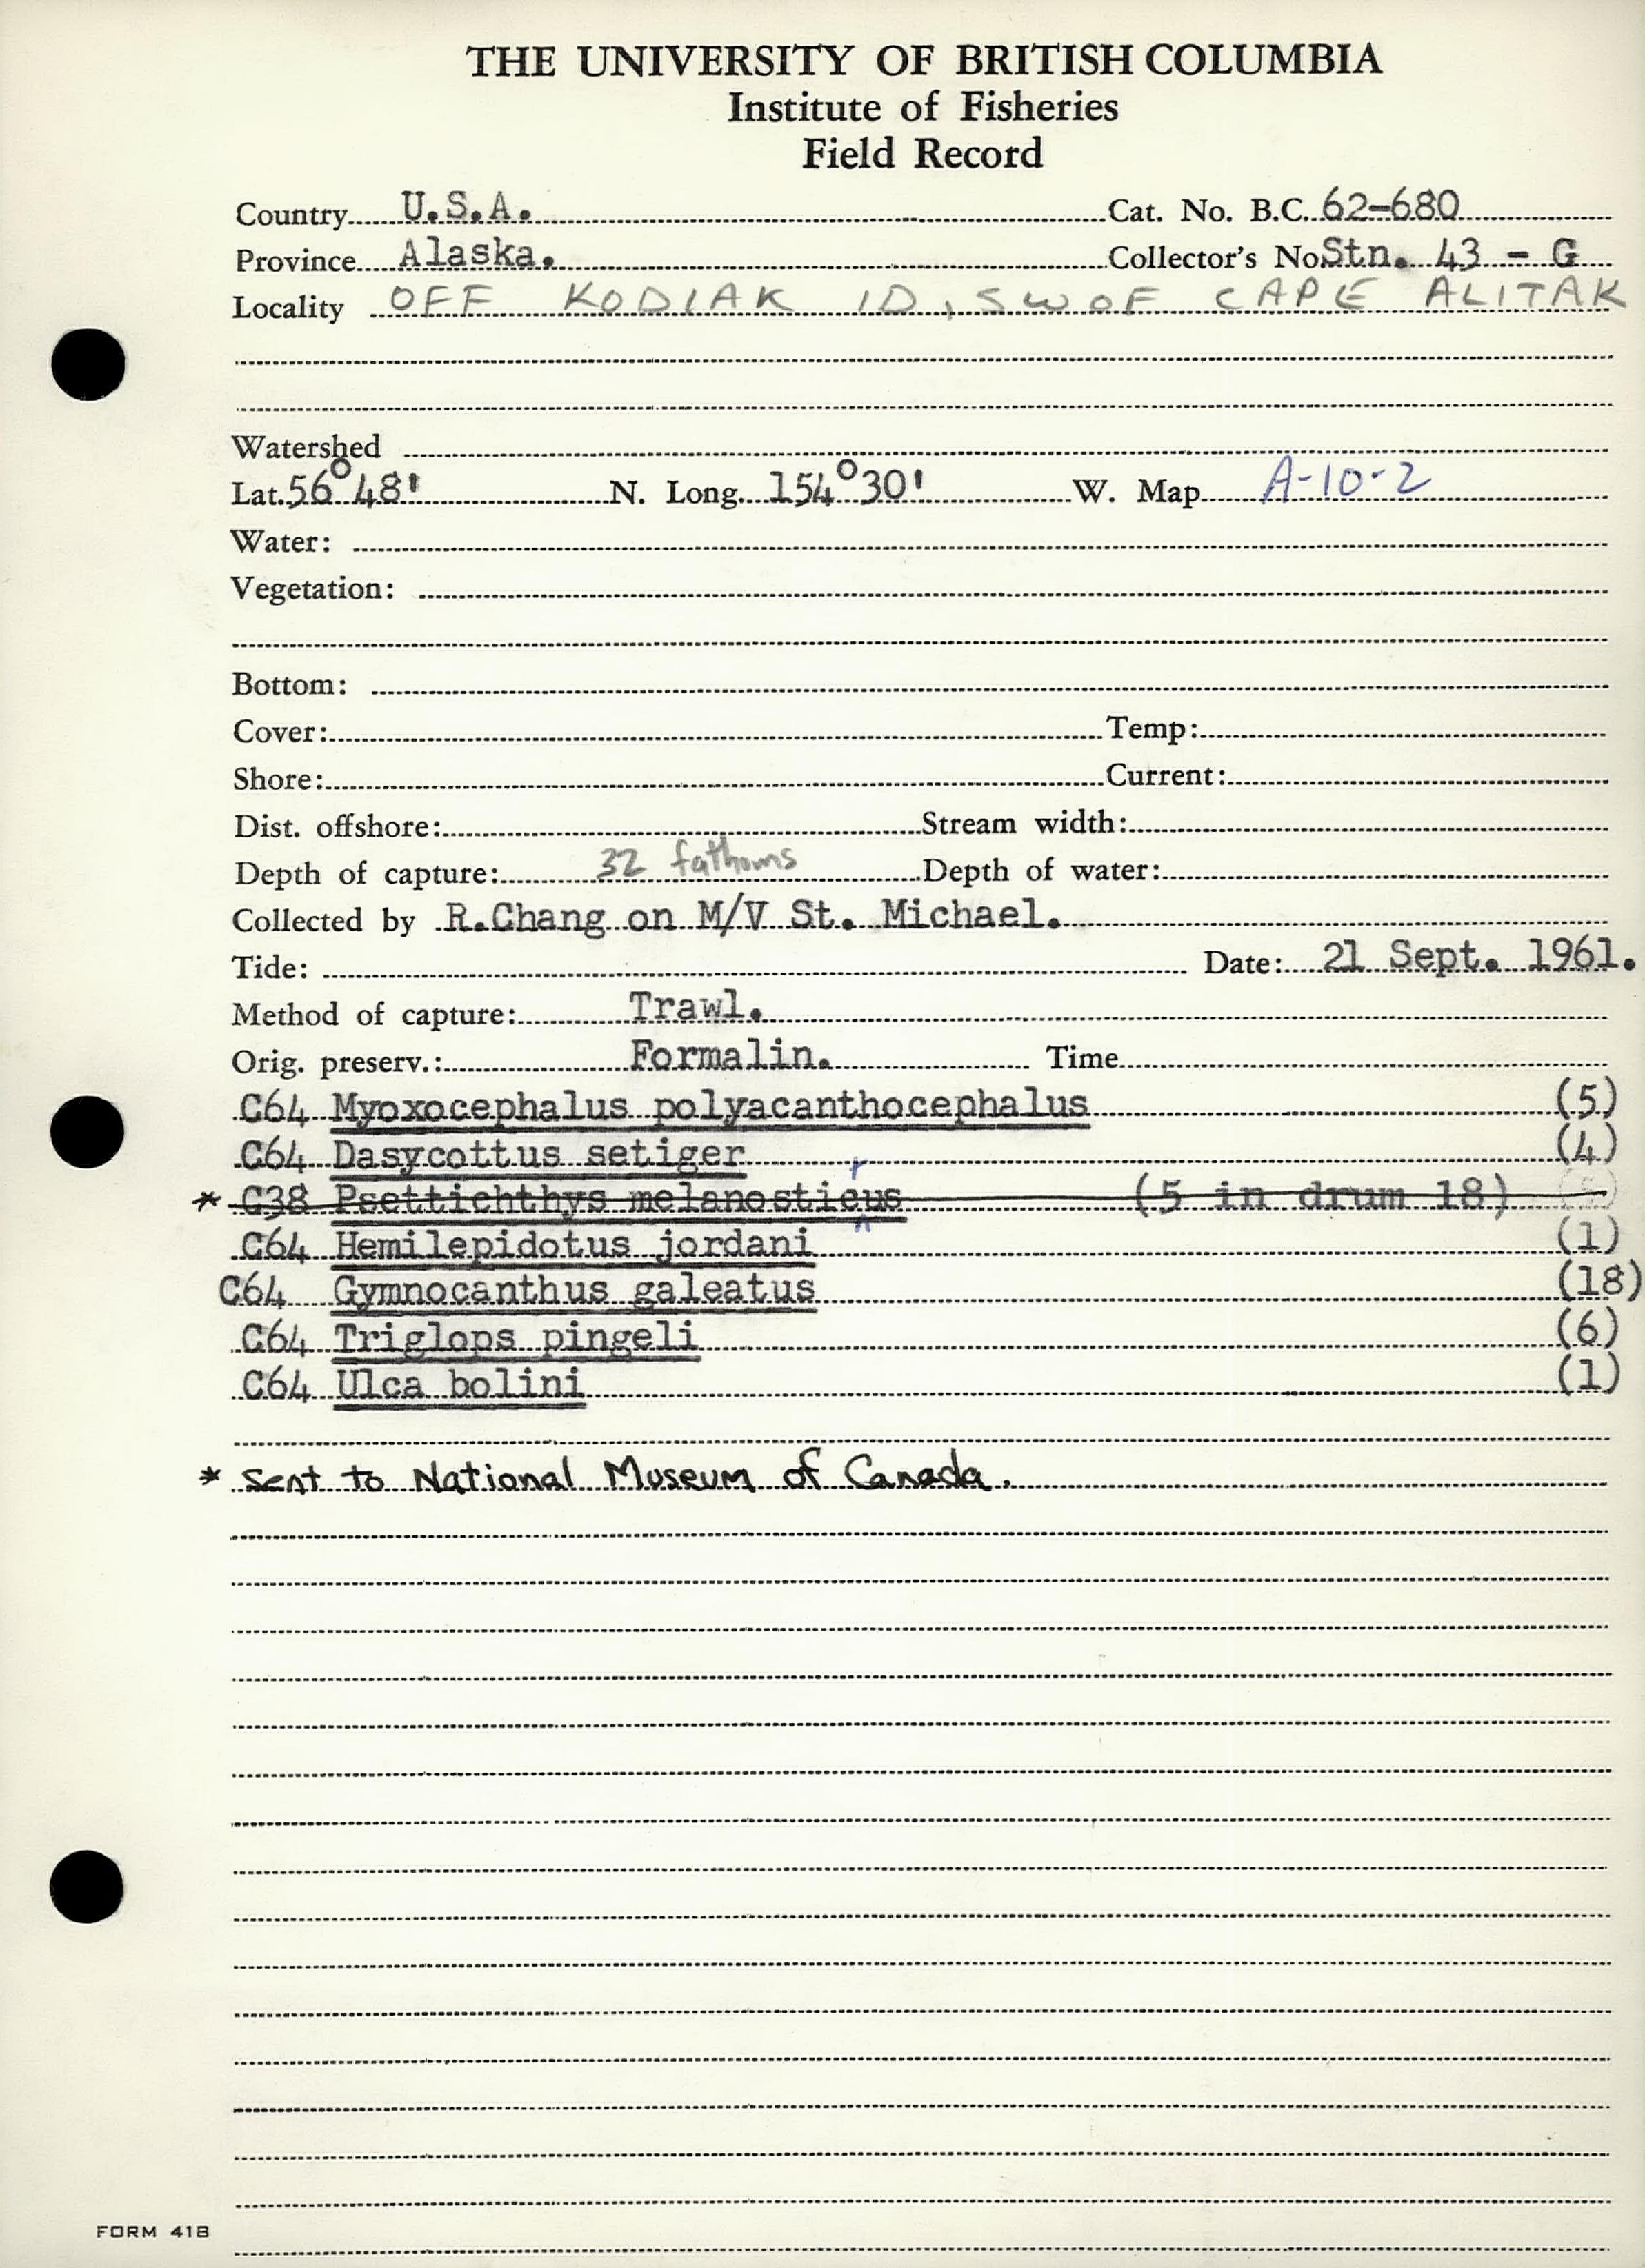 THE UNIVERSITY OF BRITISH COLUMBIA
Institute of Fisheries
Field Record
Country U.S.A. Cat. No. B.C. 62-680
Province Alaska. Collector's No. Stn. 43 - G
Locality OFF KODIAK ID, SW OF CAPE ALITAK
Watershed
Lat. 56°48' N. Long. 154°30' W. Map A-10-2
Water:
Vegetation:
Bottom:
Cover: Temp:
Shore: Current:
Dist. offshore: Stream width:
Depth of capture: 32 fathoms Depth of water:
Collected by R.Chang on M/V St. Michael.
Tide: Date: 21 Sept. 1961.
Method of capture: Trawl.
Orig. preserv.: Formalin. Time
C64 Myoxocephalus polyacanthocephalus (5)
C64 Dasycottus setiger (4)
* C38 Psettichthys melanosticus (5 in drum 18) (5)
C64 Hemilepidotus jordani (1)
C64 Gymnocanthus galeatus (18)
C64 Triglops pingeli (6)
C64 Ulca bolini (1)
* Sent to National Museum of Canada.
FORM 418